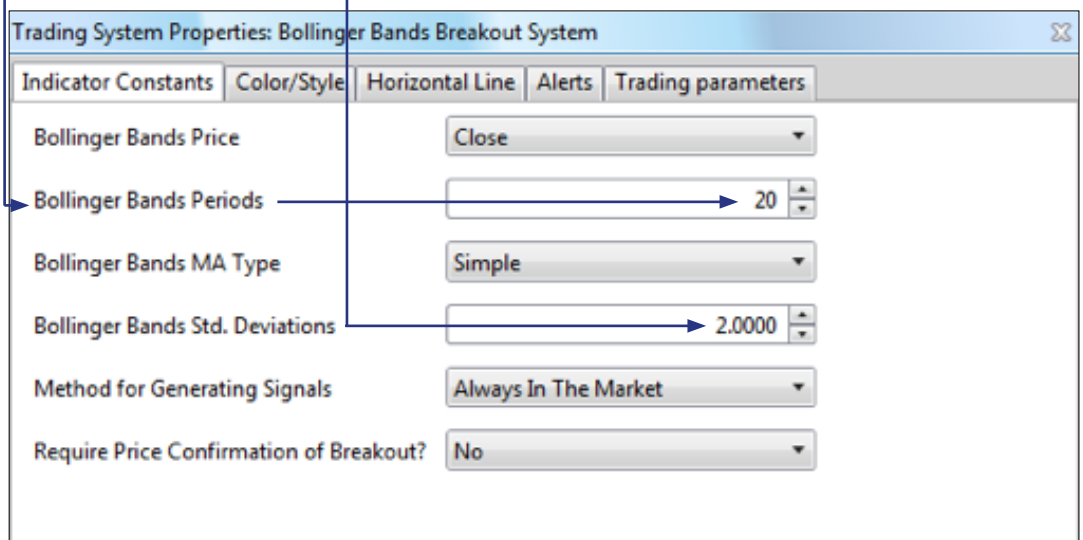 Trading System Properties: Bollinger Bands Breakout System
Indicator Constants Color/Style Horizontal Line Alerts Trading parameters
Bollinger Bands Price Close
Bollinger Bands Periods 20
Bollinger Bands MA Type Simple
Bollinger Bands Std. Deviations 2.0000
Method for Generating Signals Always In The Market
Require Price Confirmation of Breakout? No